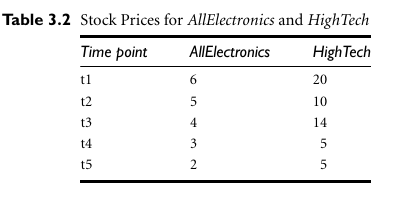 Table 3.2 Stock Prices for AllElectronics and HighTech
Time point AllElectronics HighTech
t1 6 20
t2 5 10
t3 4 14
t4 3 5
t5 2 5